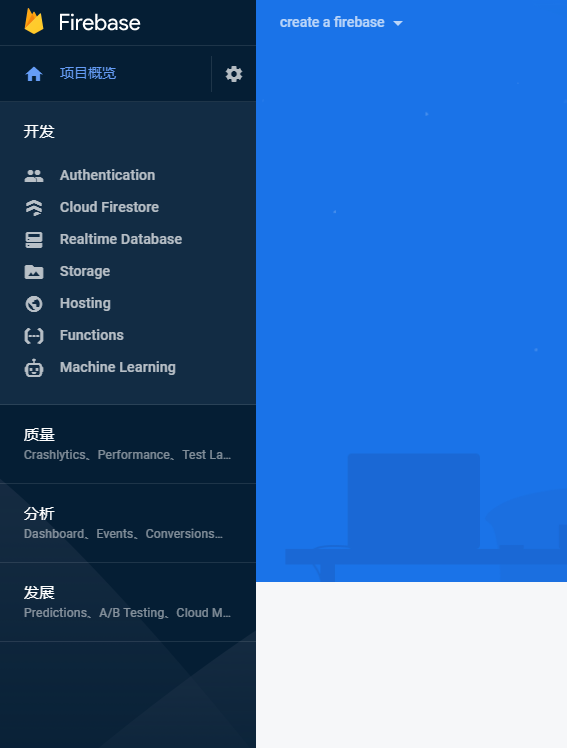 Firebase
create a firebase
项目概览
开发
Authentication
Cloud Firestore
Realtime Database
Storage
Hosting
Functions
Machine Learning
质量
Crashlytics、Performance、Test La...
分析
Dashboard、Events、Conversions...
发展
Predictions、A/B Testing、Cloud M...